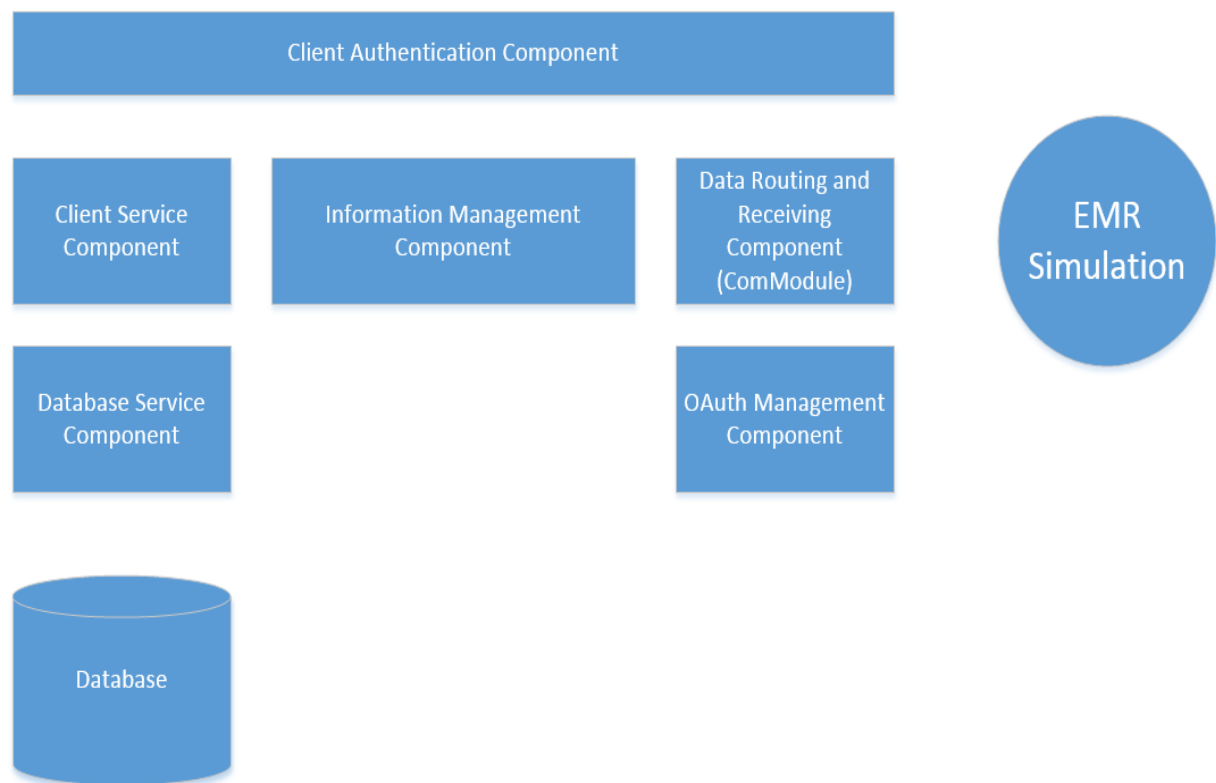 Client Authentication Component
Client Service
Component
Information Management
Component
Data Routing and
Receiving
Component
(ComModule)
EMR
Simulation
Database Service
Component
OAuth Management
Component
Database